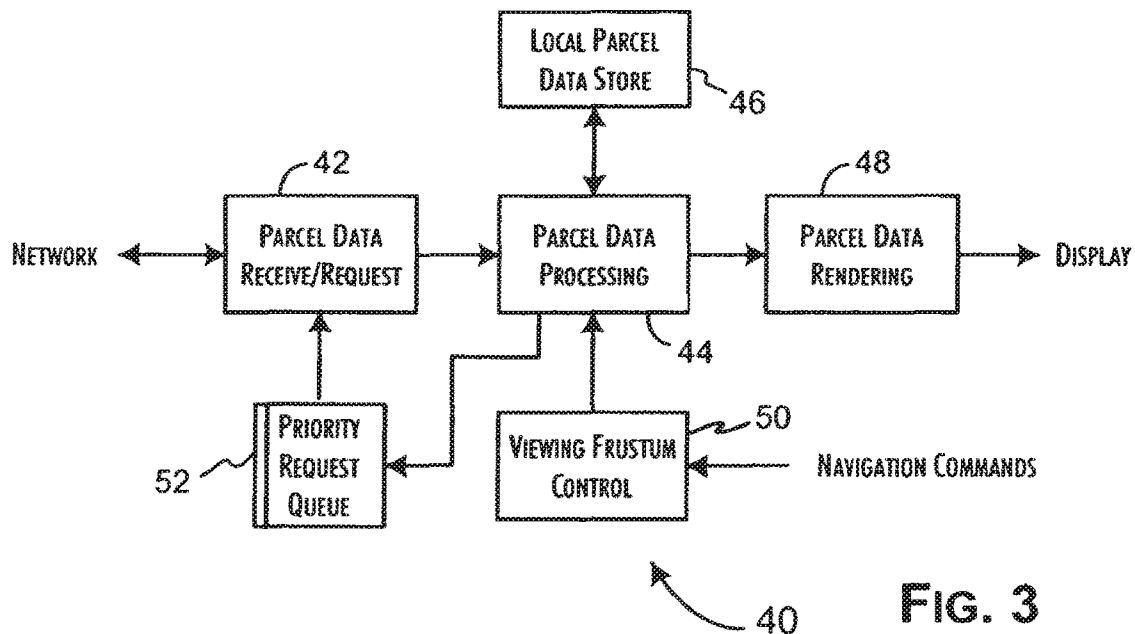 LOCAL PARCEL
DATA STORE
46
42
48
NETWORK
PARCEL DATA
RECEIVE/REQUEST
PARCEL DATA
PROCESSING
PARCEL DATA
RENDERING
DISPLAY
44
PRIORITY
REQUEST
QUEUE
52
VIEWING FRUSTUM
CONTROL
50
NAVIGATION COMMANDS
40
FIG. 3